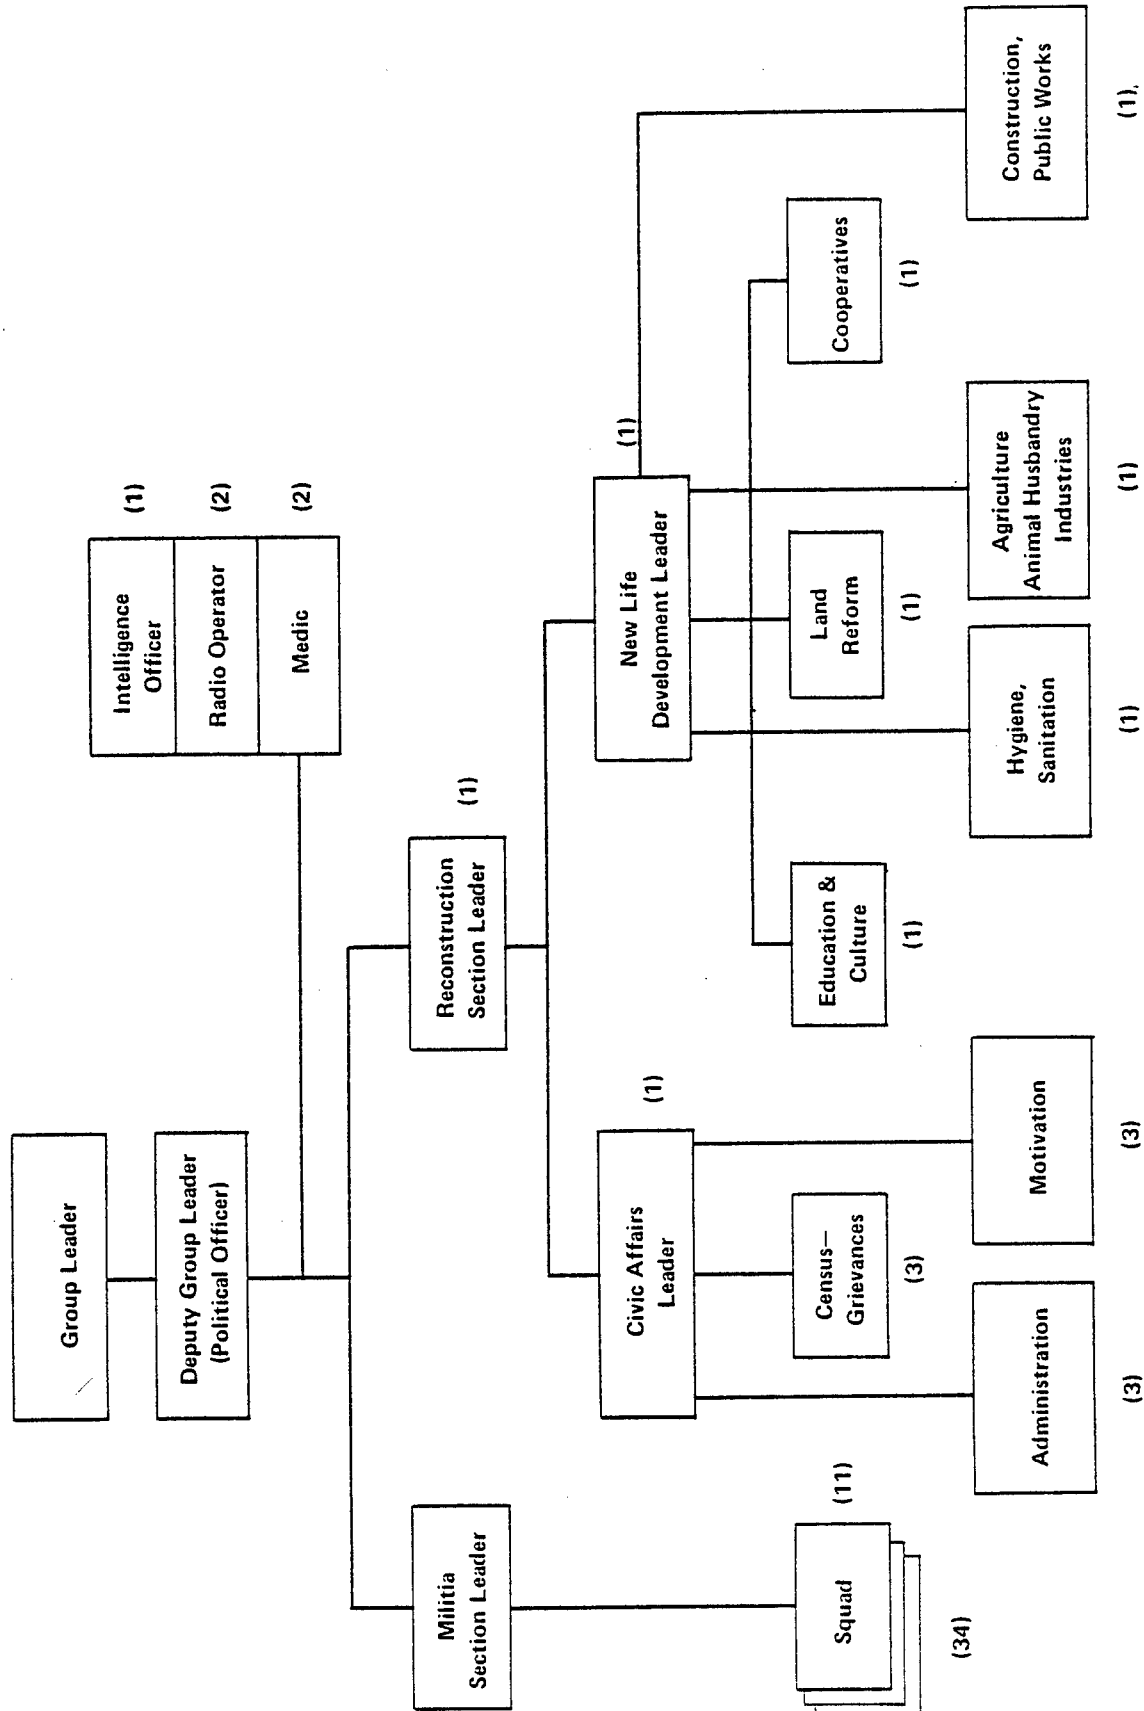 Group Leader
Deputy Group Leader
(Political Officer)
Intelligence
Officer
(1)
Radio Operator
(2)
Medic
(2)
Militia
Section Leader
Reconstruction
Section Leader
(1)
Squad
(11)
(34)
Civic Affairs
Leader
(1)
New Life
Development Leader
(1)
Census—
Grievances
(3)
Education &
Culture
(1)
Land
Reform
(1)
Cooperatives
(1)
Administration
(3)
Motivation
(3)
Hygiene,
Sanitation
(1)
Agriculture
Animal Husbandry
Industries
(1)
Construction,
Public Works
(1).